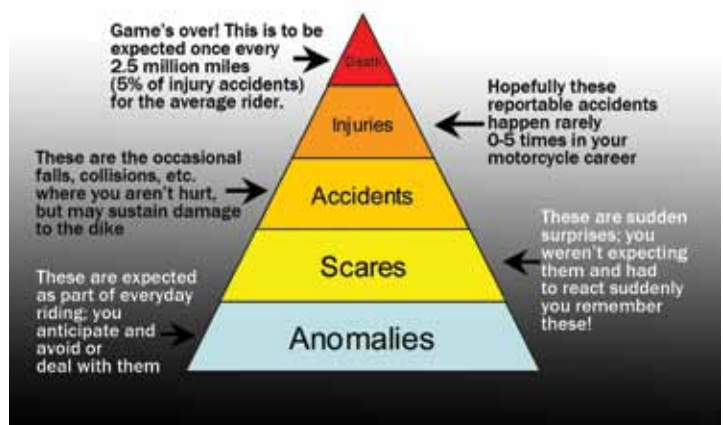 Game's over! This is to be
expected once every
2.5 million miles
(5% of injury accidents)
for the average rider.
Death
Hopefully these
reportable accidents
happen rarely
0-5 times in your
motorcycle career
Injuries
These are the occasional
falls, collisions, etc.
where you aren't hurt,
but may sustain damage
to the dike
Accidents
These are sudden
surprises; you
weren't expecting
them and had
to react suddenly
you remember
these!
Scares
These are expected
as part of everyday
riding; you
anticipate and
avoid or
deal with them
Anomalies